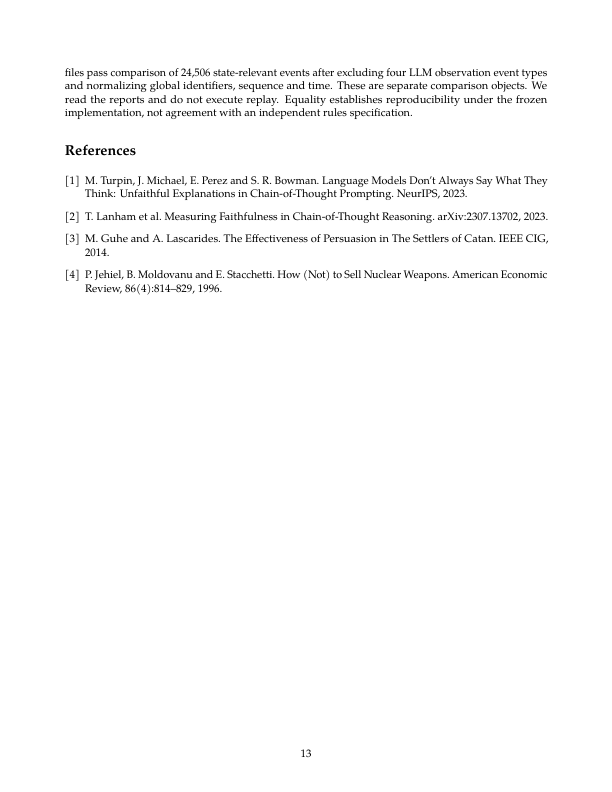 files pass comparison of 24,506 state-relevant events after excluding four LLM observation event types
and normalizing global identifiers, sequence and time. These are separate comparison objects. We
read the reports and do not execute replay. Equality establishes reproducibility under the frozen
implementation, not agreement with an independent rules specification.
References
[1] M. Turpin, J. Michael, E. Perez and S. R. Bowman. Language Models Don't Always Say What They
Think: Unfaithful Explanations in Chain-of-Thought Prompting. NeurIPS, 2023.
[2] T. Lanham et al. Measuring Faithfulness in Chain-of-Thought Reasoning. arXiv:2307.13702, 2023.
[3] M. Guhe and A. Lascarides. The Effectiveness of Persuasion in The Settlers of Catan. IEEE CIG,
2014.
[4] P. Jehiel, B. Moldovanu and E. Stacchetti. How (Not) to Sell Nuclear Weapons. American Economic
Review, 86(4):814–829, 1996.
13